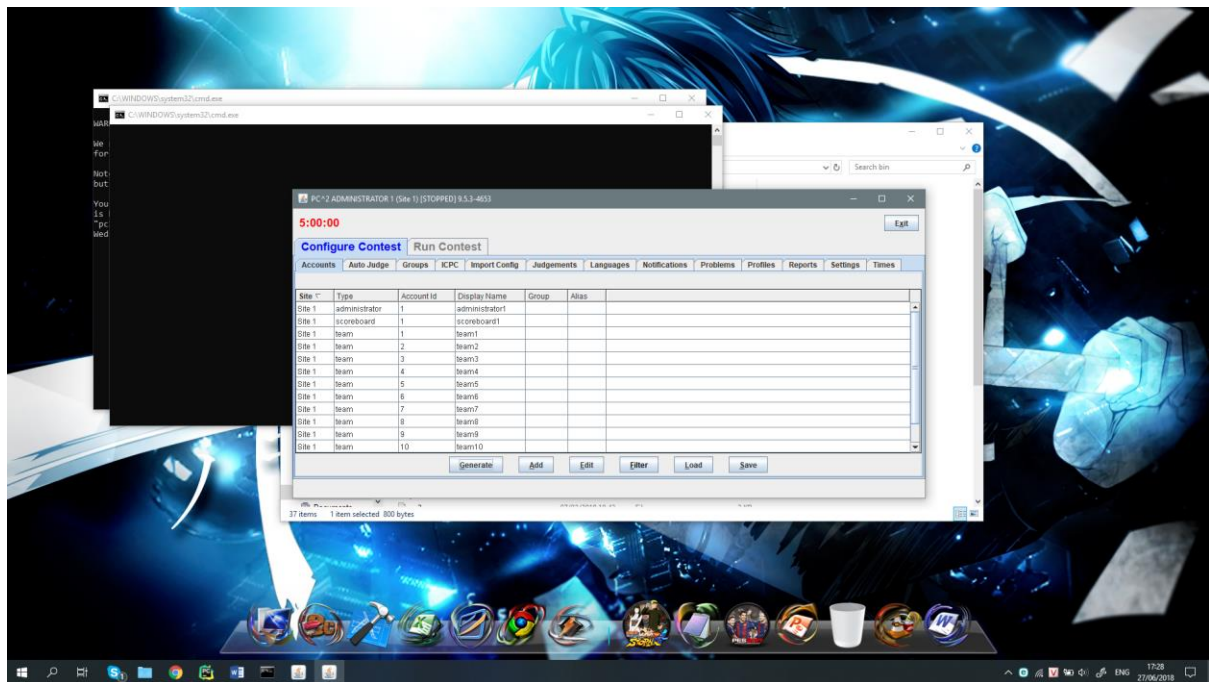 C:\WINDOWS\system32\cmd.exe
C:\WINDOWS\system32\cmd.exe
WAR
We
for
Not
but
You
is
"pc
Wed
Search bin
PC^2 ADMINISTRATOR 1 (Site 1) [STOPPED] 9.5.3-4653
5:00:00
Exit
Configure Contest Run Contest
Accounts Auto Judge Groups ICPC Import Config Judgements Languages Notifications Problems Profiles Reports Settings Times
Site Type Account Id Display Name Group Alias
Site 1 administrator 1 administrator1
Site 1 scoreboard 1 scoreboard1
Site 1 team 1 team1
Site 1 team 2 team2
Site 1 team 3 team3
Site 1 team 4 team4
Site 1 team 5 team5
Site 1 team 6 team6
Site 1 team 7 team7
Site 1 team 8 team8
Site 1 team 9 team9
Site 1 team 10 team10
Generate Add Edit Filter Load Save
37 items 1 item selected 800 bytes
ENG
17:28
27/06/2018